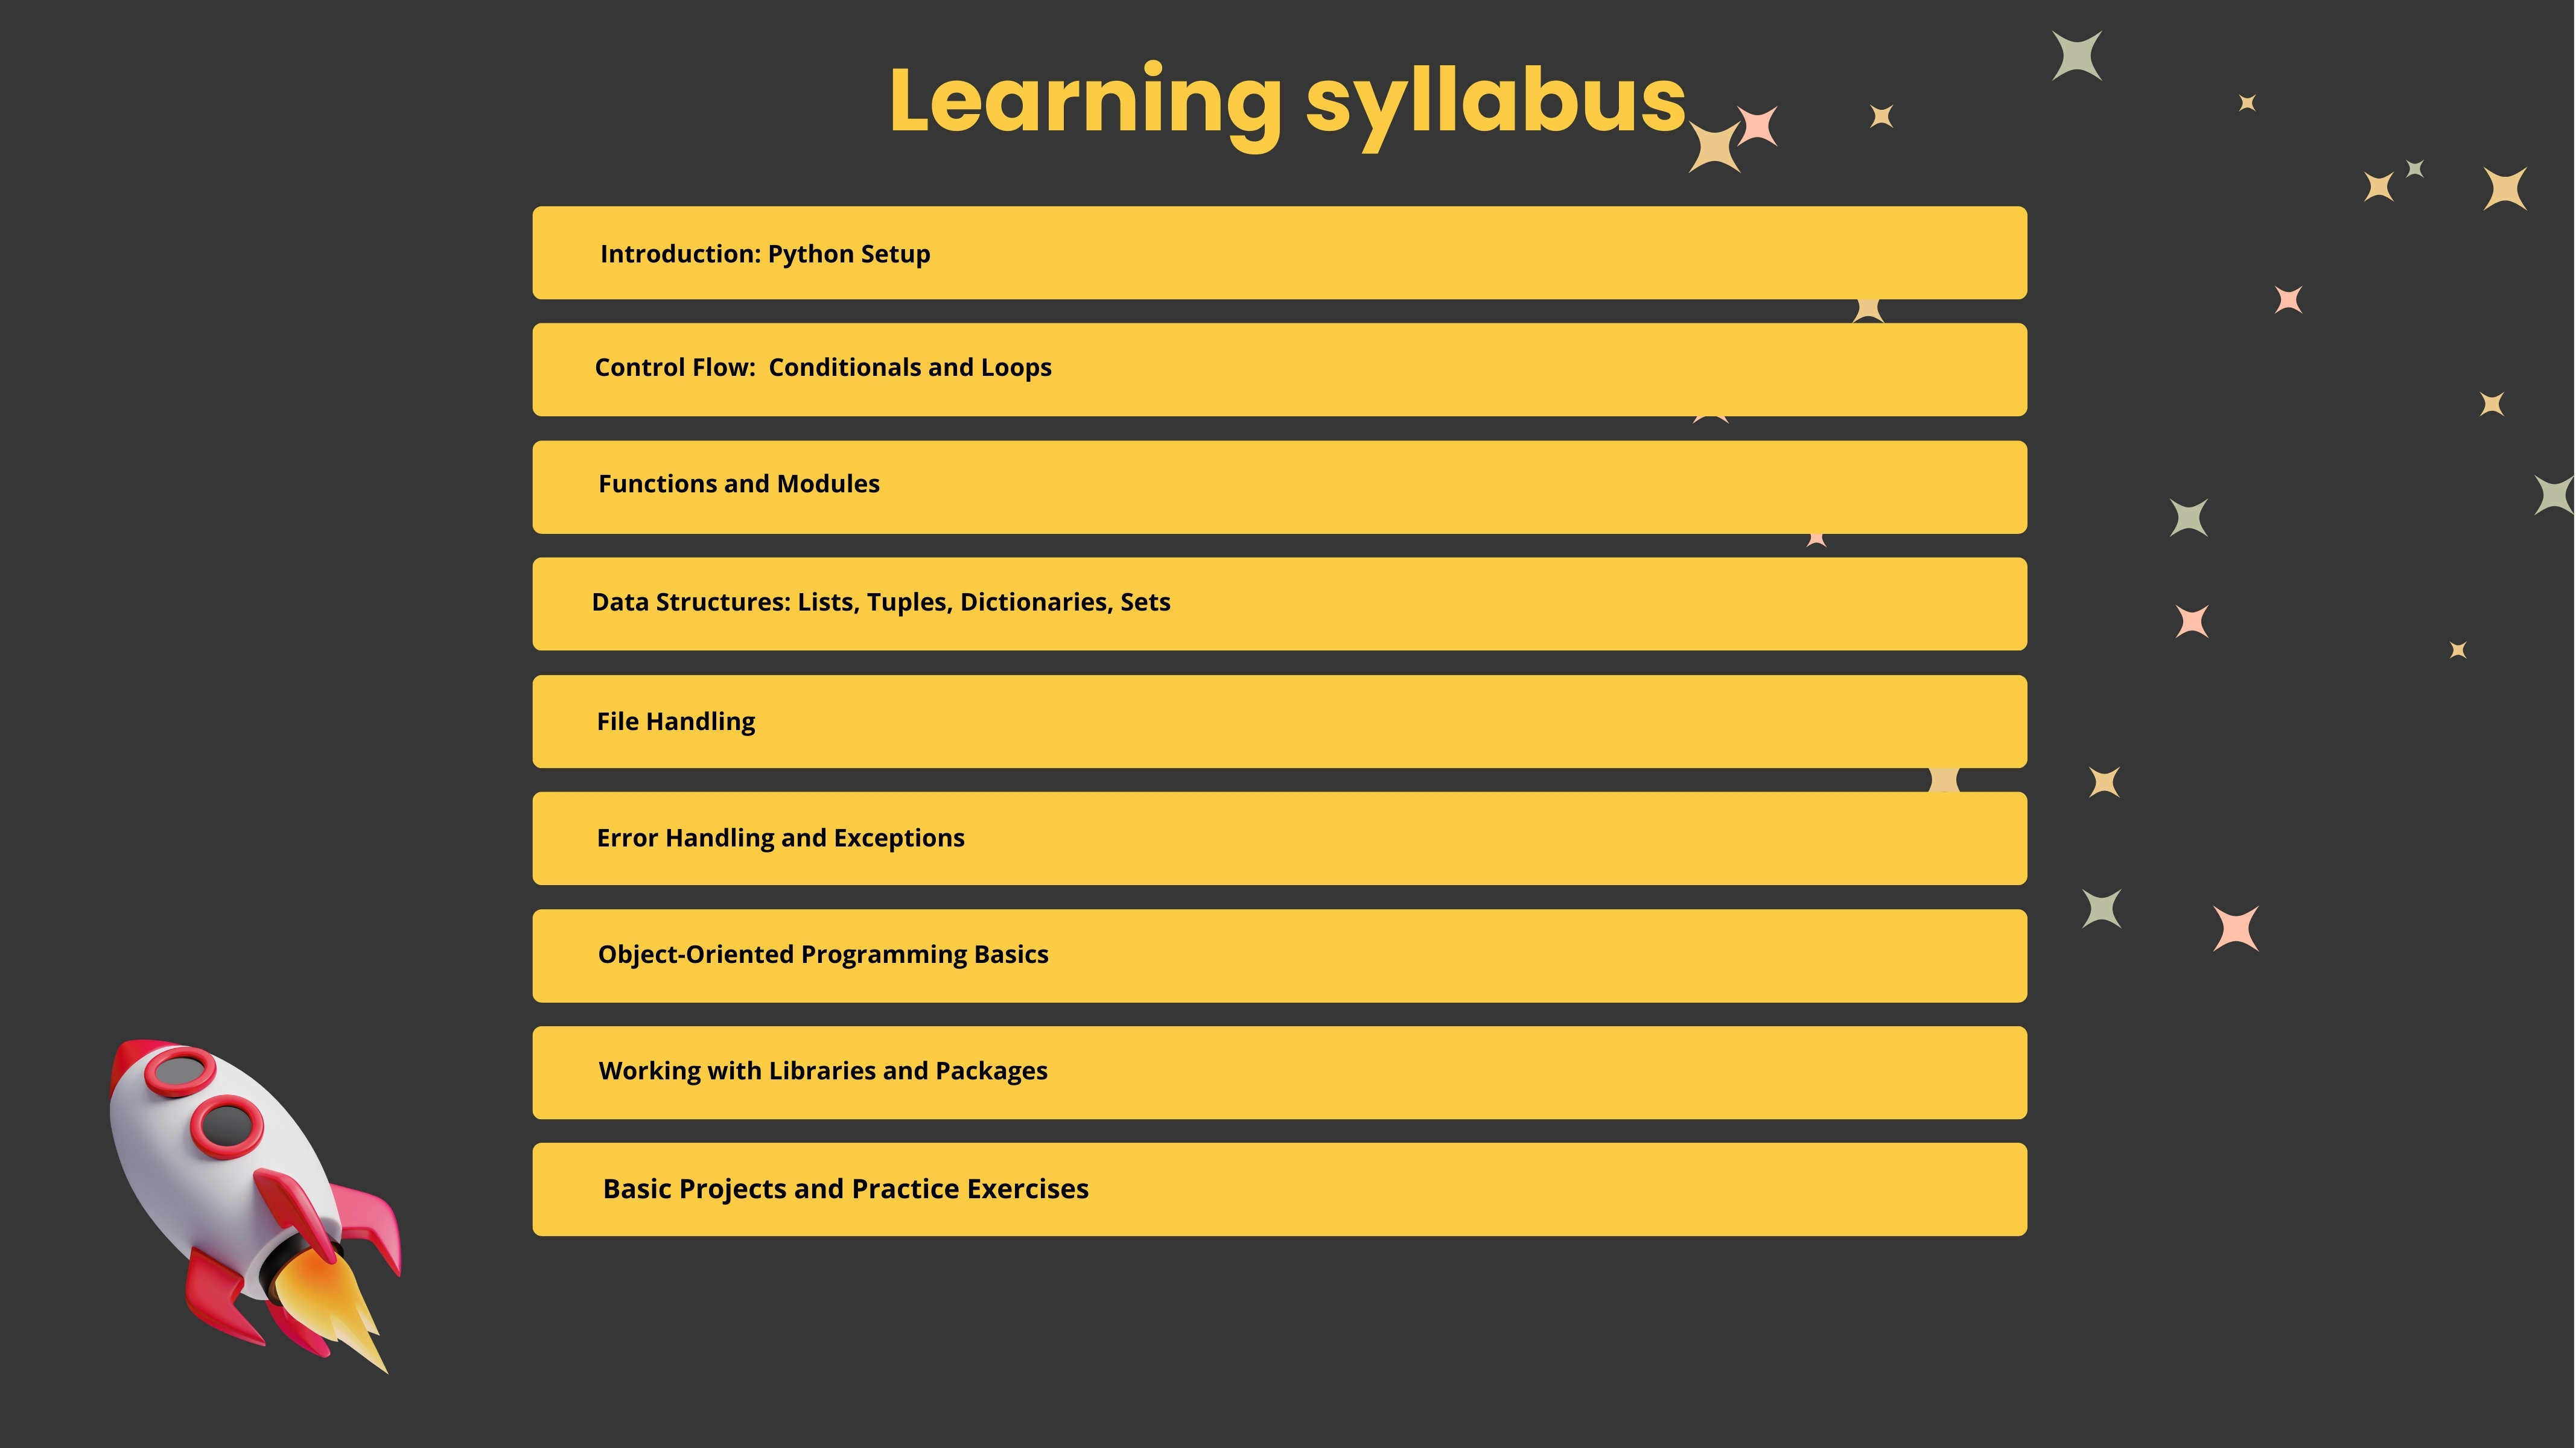 Learning syllabus
Introduction: Python Setup
Control Flow:  Conditionals and Loops
Functions and Modules
Data Structures: Lists, Tuples, Dictionaries, Sets
File Handling
Error Handling and Exceptions
Object-Oriented Programming Basics
Working with Libraries and Packages
Basic Projects and Practice Exercises